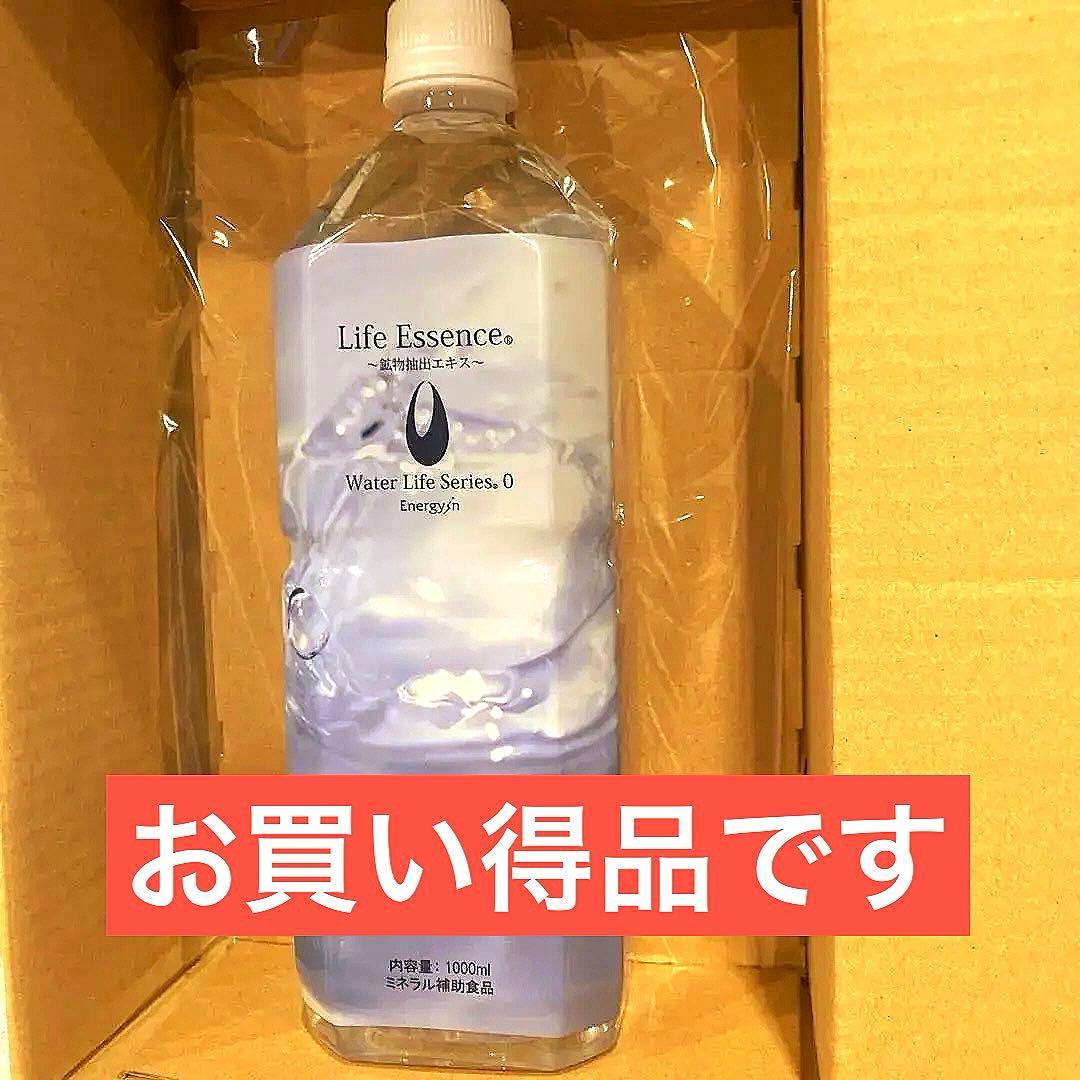 Life Essence®
～鉱物抽出エキス～
Water Life Series® 0
Energyin
お買い得品です
内容量：1000ml
ミネラル補助食品